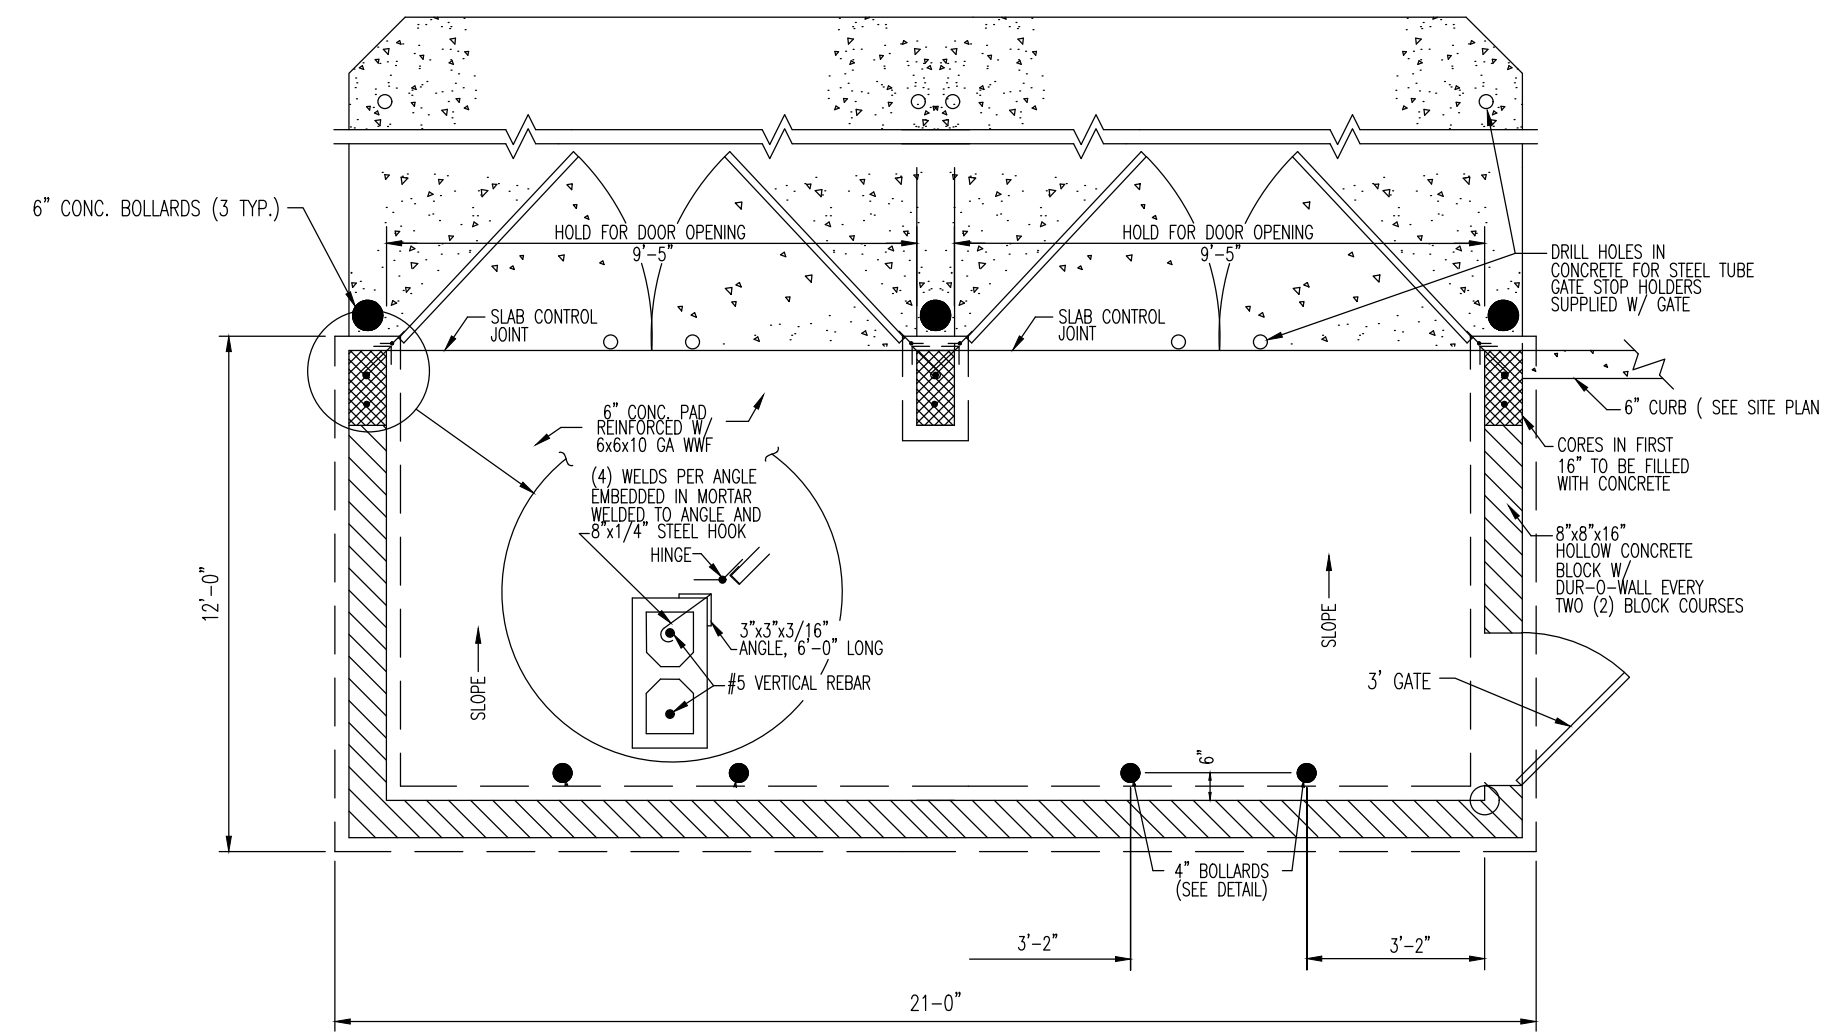 6" CONC. BOLLARDS (3 TYP.)
HOLD FOR DOOR OPENING
9'-5"
HOLD FOR DOOR OPENING
9'-5"
DRILL HOLES IN
CONCRETE FOR STEEL TUBE
GATE STOP HOLDERS
SUPPLIED W/ GATE
SLAB CONTROL
JOINT
SLAB CONTROL
JOINT
6" CURB ( SEE SITE PLAN
6" CONC. PAD
REINFORCED W/
6x6x10 GA WWF
(4) WELDS PER ANGLE
EMBEDDED IN MORTAR
WELDED TO ANGLE AND
8"x1/4" STEEL HOOK
HINGE
CORES IN FIRST
16" TO BE FILLED
WITH CONCRETE
8"x8"x16"
HOLLOW CONCRETE
BLOCK W/
DUR-O-WALL EVERY
TWO (2) BLOCK COURSES
12'-0"
SLOPE
3"x3"x3/16"
ANGLE, 6'-0" LONG
#5 VERTICAL REBAR
SLOPE
3' GATE
6"
4" BOLLARDS
(SEE DETAIL)
3'-2"
3'-2"
21-0"